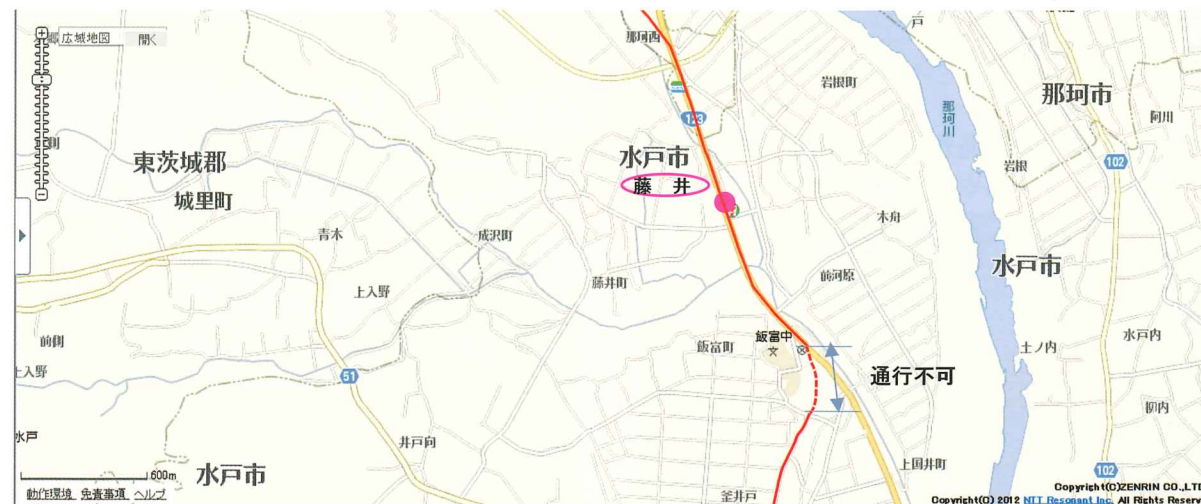 広域地図 開く
那珂西
岩根町
那珂市
阿川
123
那珂川
東茨城郡
城里町
水戸市
藤 井
102
岩根
木舟
青木
成沢町
水戸市
藤井町
前河原
上入野
前側
飯富町
飯富中
文
土ノ内
水戸内
上入野
51
通行不可
圷内
水戸
井戸向
上国井町
水戸市
600m
釜井戸
102
動作環境 免責事項 ヘルプ
Copyright(C)ZENRIN CO.,LTD
Copyright(C) 2012 NTT Resonant Inc. All Rights Reserv